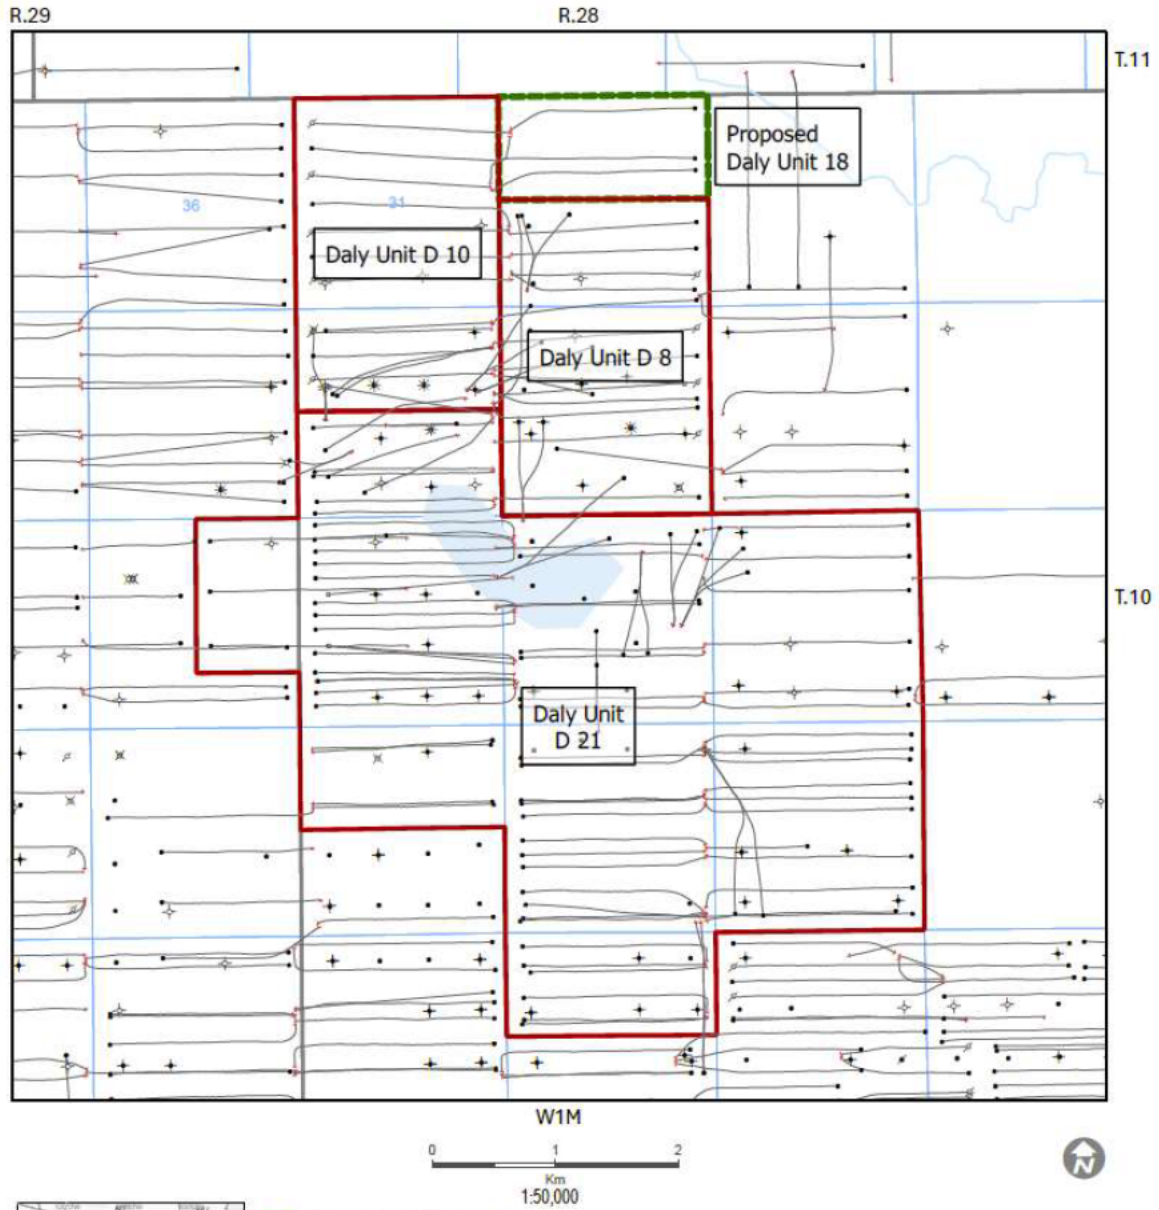 R.29
R.28
T.11
Proposed
Daly Unit 18
36
31
Daly Unit D 10
Daly Unit D 8
T.10
Daly Unit
D 21
W1M
0 1 2
Km
1:50,000
N